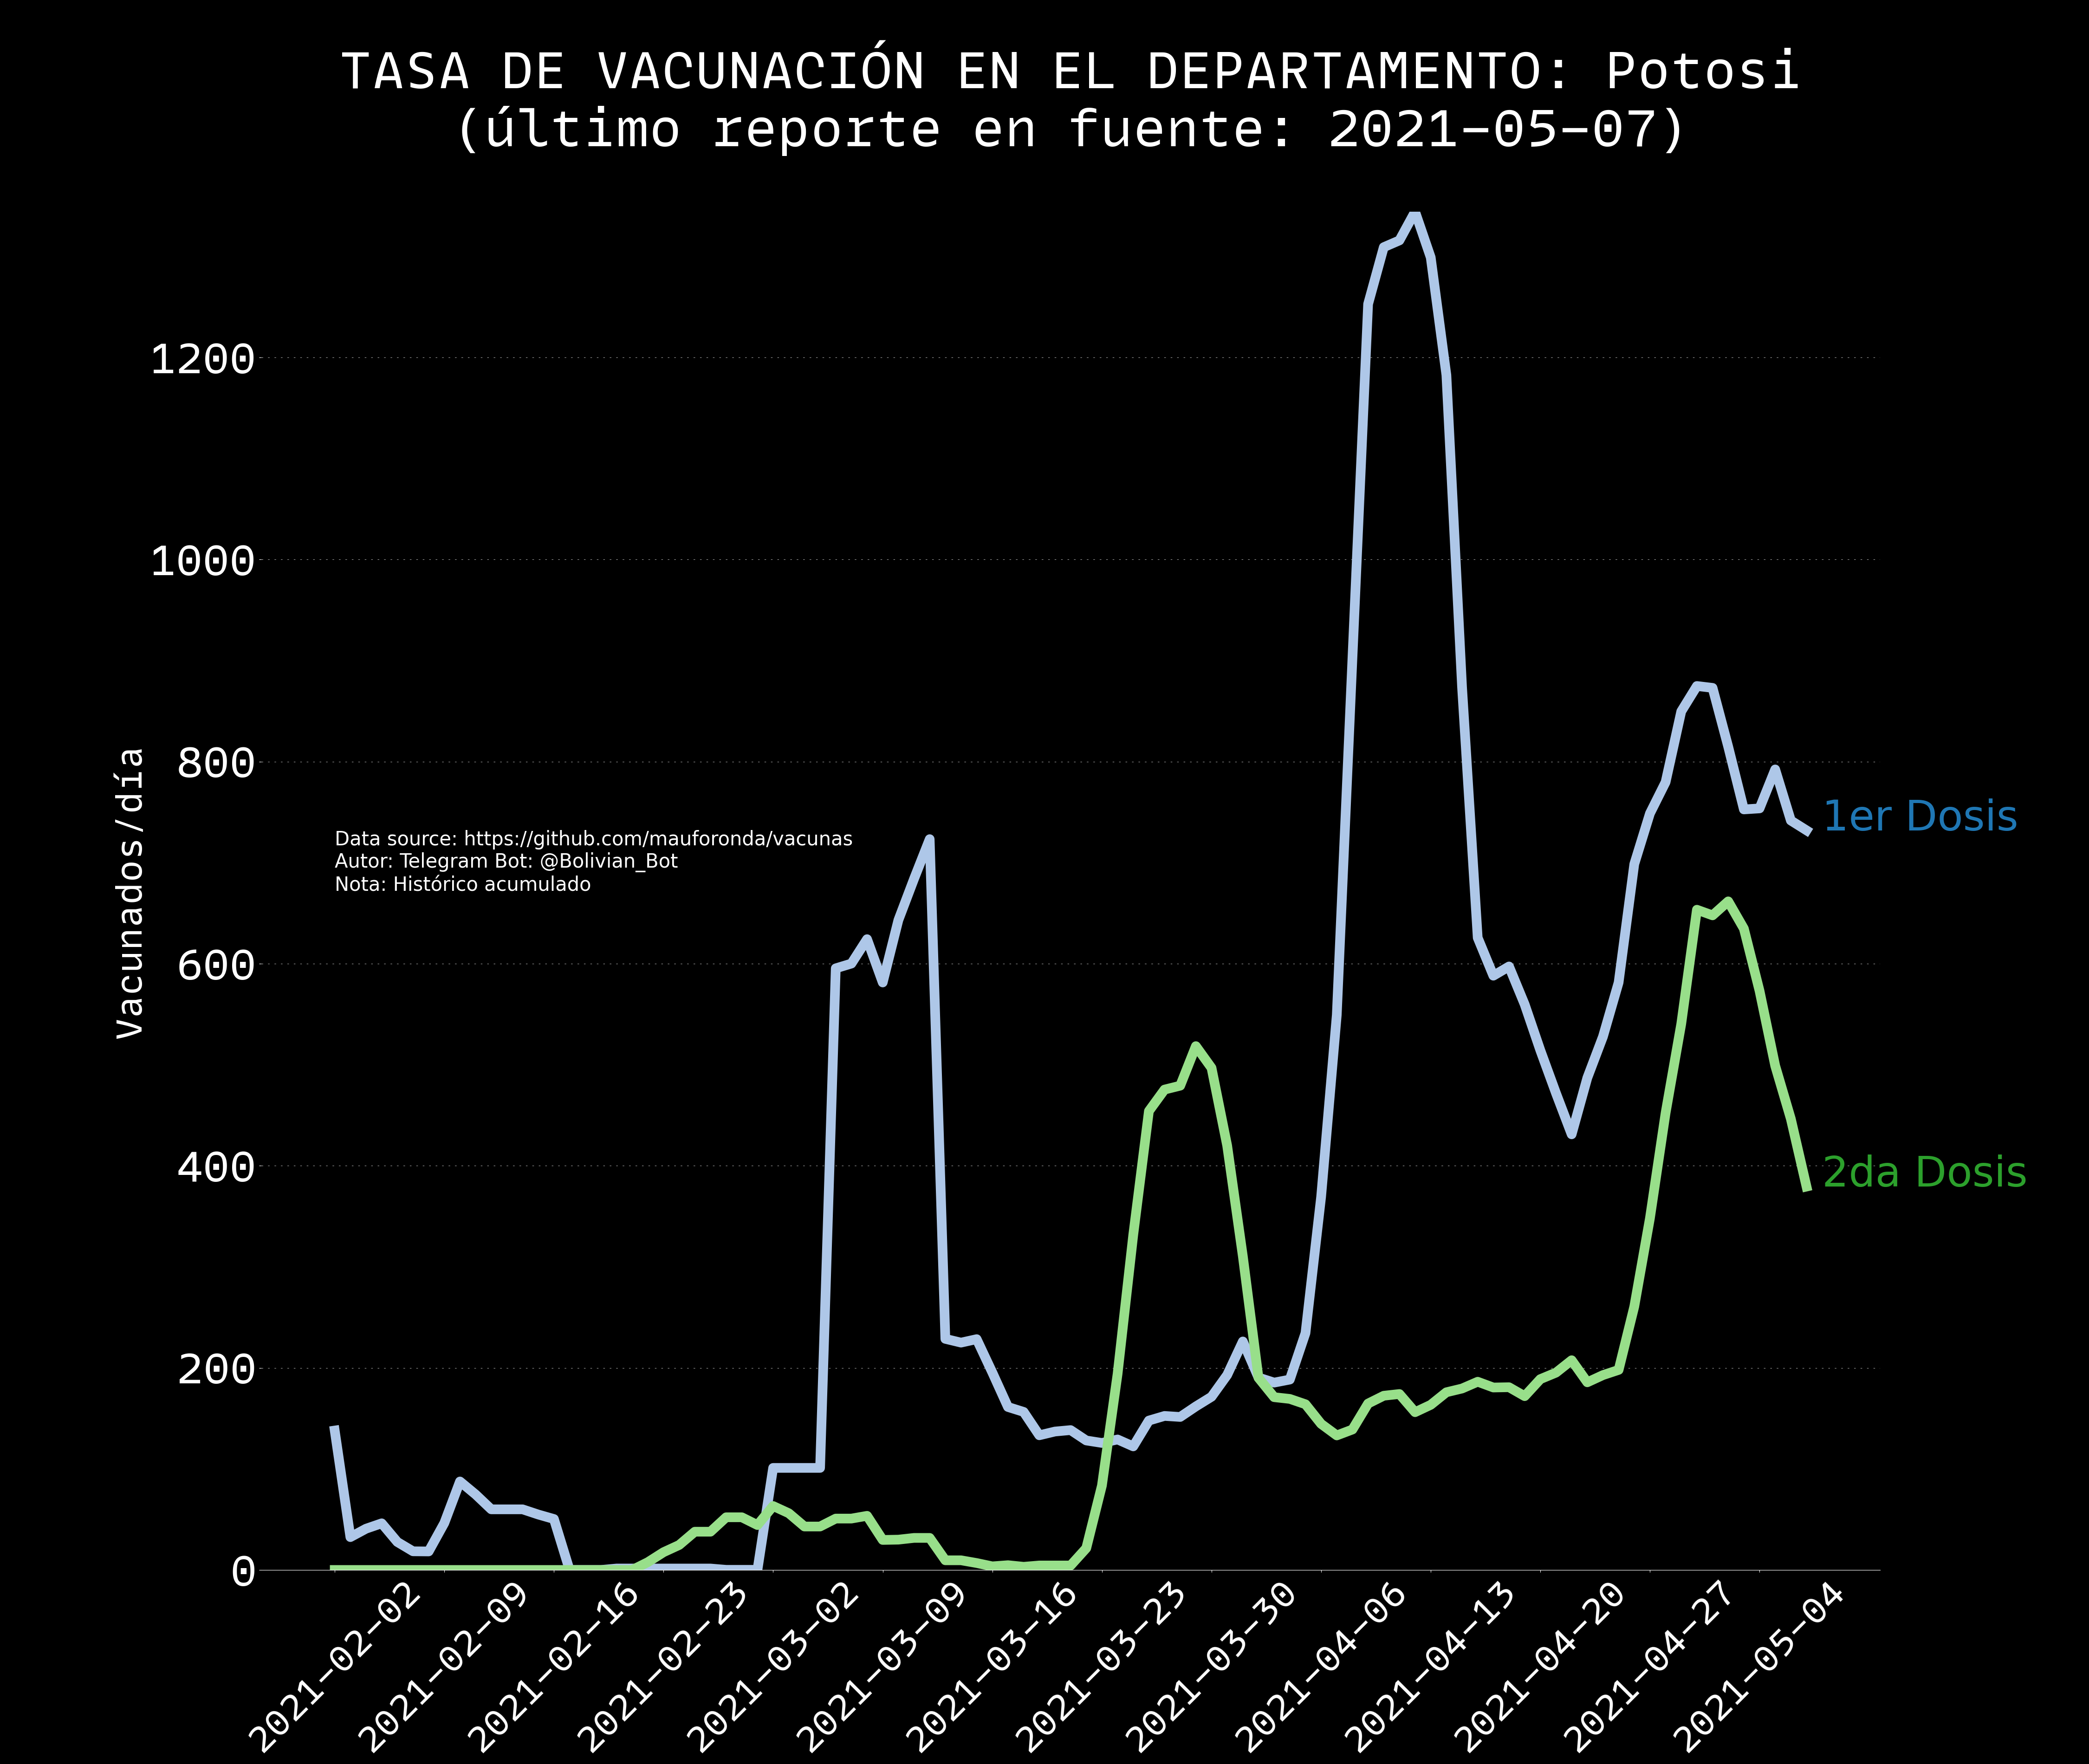 TASA DE VACUNACIÓN EN EL DEPARTAMENTO: Potosi
(último reporte en fuente: 2021-05-07)
1200
1000
800
600
400
200
0
Vacunados/día
Data source: https://github.com/mauforonda/vacunas
Autor: Telegram Bot: @Bolivian_Bot
Nota: Histórico acumulado
1er Dosis
2da Dosis
2021-02-02
2021-02-09
2021-02-16
2021-02-23
2021-03-02
2021-03-09
2021-03-16
2021-03-23
2021-03-30
2021-04-06
2021-04-13
2021-04-20
2021-04-27
2021-05-04